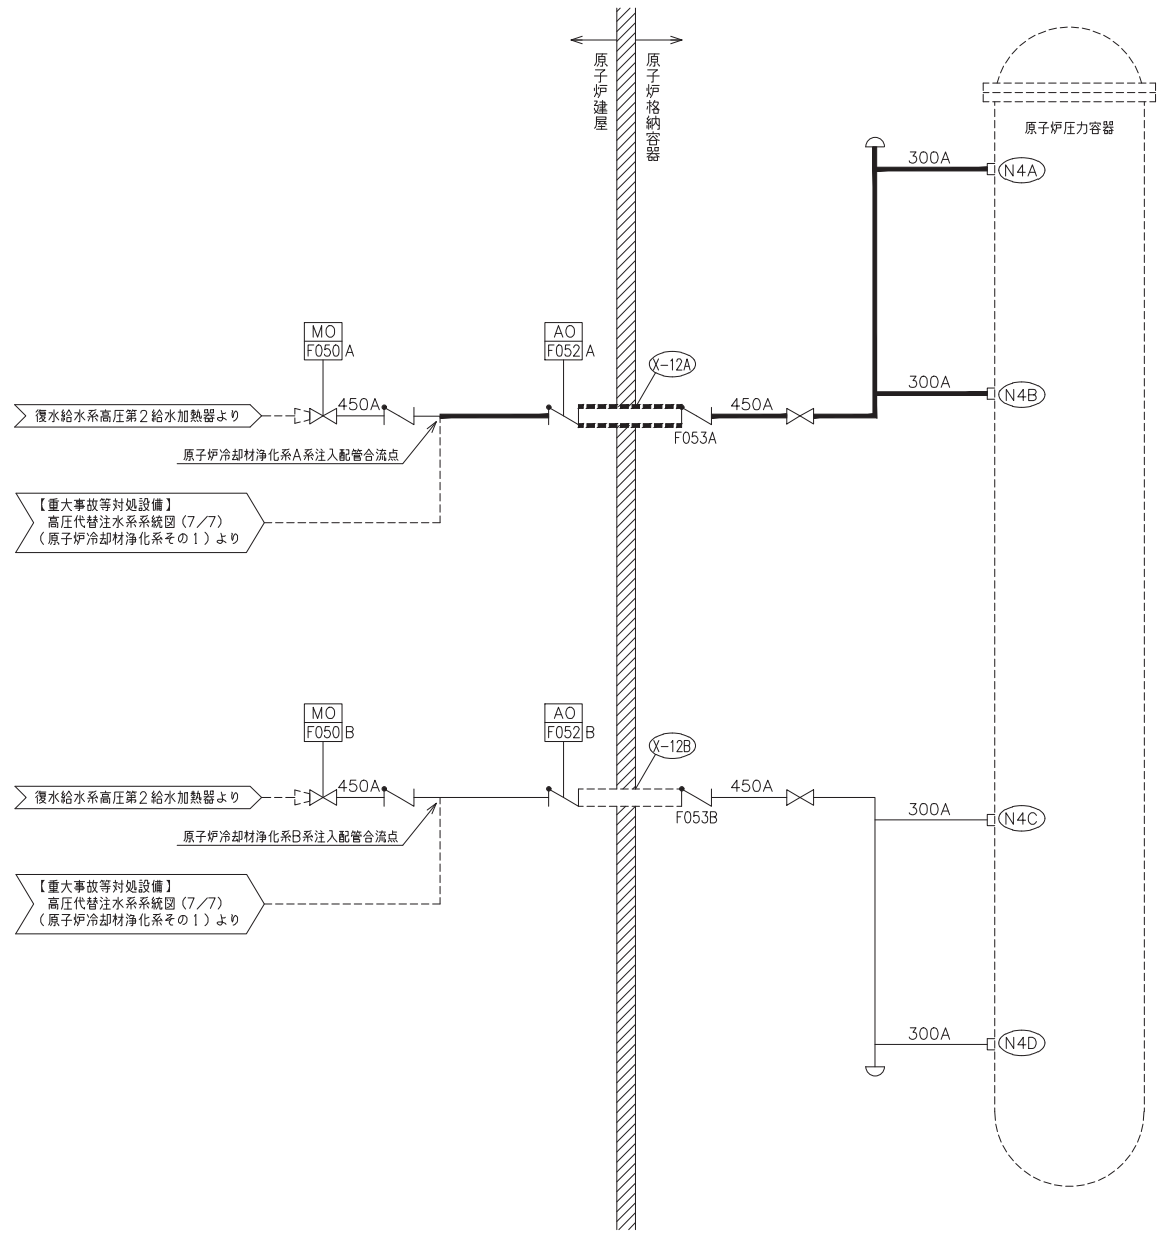 原子炉建屋
原子炉格納容器
原子炉圧力容器
300A
N4A
MO
F050 A
AO
F052 A
X-12A
300A
N4B
復水給水系高圧第2給水加熱器より
450A
450A
F053A
原子炉冷却材浄化系A系注入配管合流点
【重大事故等対処設備】
高圧代替注水系系統図(7/7)
(原子炉冷却材浄化系その1)より
MO
F050 B
AO
F052 B
X-12B
復水給水系高圧第2給水加熱器より
450A
450A
F053B
300A
N4C
原子炉冷却材浄化系B系注入配管合流点
【重大事故等対処設備】
高圧代替注水系系統図(7/7)
(原子炉冷却材浄化系その1)より
300A
N4D